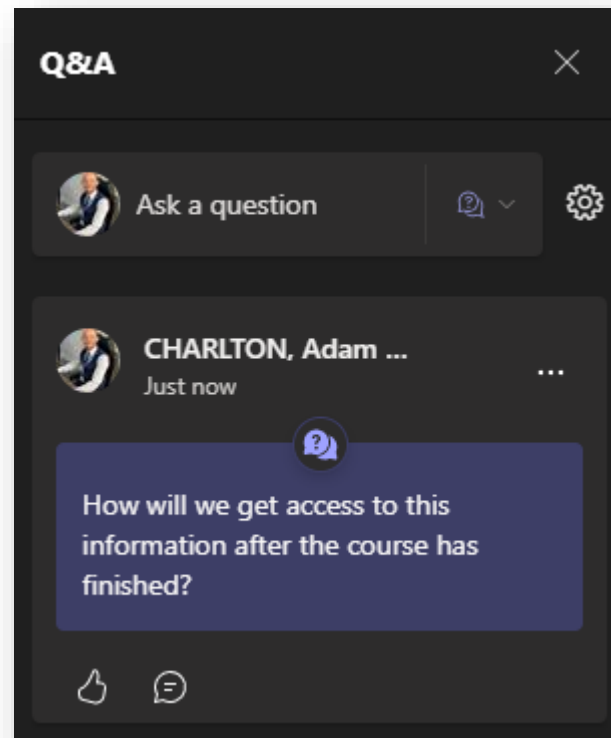 Q&A
Ask a question
CHARLTON, Adam ...
Just now
How will we get access to this
information after the course has
finished?